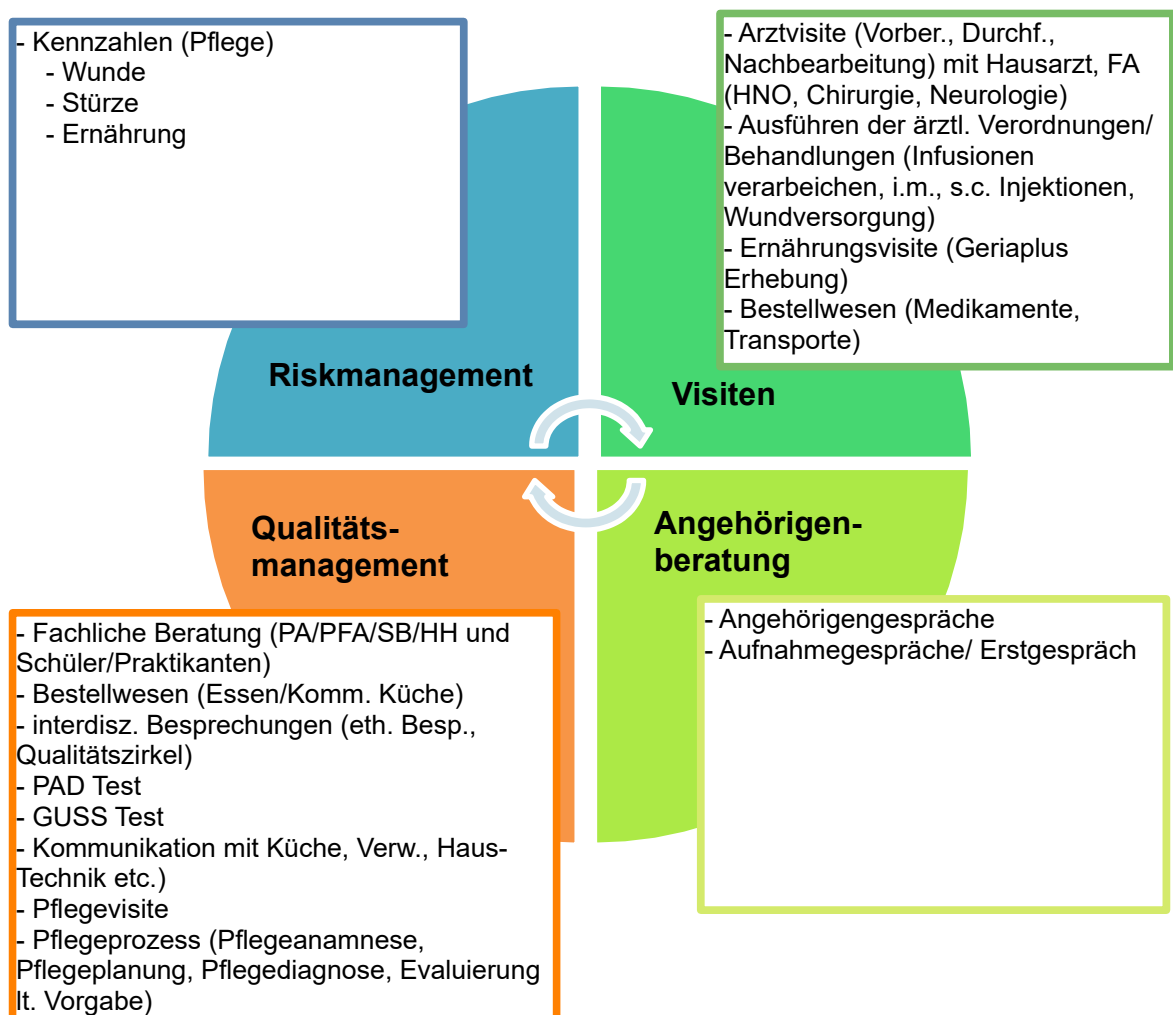 - Kennzahlen (Pflege)
- Wunde
- Stürze
- Ernährung
- Arztvisite (Vorber., Durchf.,
Nachbearbeitung) mit Hausarzt, FA
(HNO, Chirurgie, Neurologie)
- Ausführen der ärztl. Verordnungen/
Behandlungen (Infusionen
verarbeichen, i.m., s.c. Injektionen,
Wundversorgung)
- Ernährungsvisite (Geriaplus
Erhebung)
- Bestellwesen (Medikamente,
Transporte)
Riskmanagement
Visiten
Qualitäts-
management
Angehörigen-
beratung
- Fachliche Beratung (PA/PFA/SB/HH und
Schüler/Praktikanten)
- Bestellwesen (Essen/Komm. Küche)
- interdisz. Besprechungen (eth. Besp.,
Qualitätszirkel)
- PAD Test
- GUSS Test
- Kommunikation mit Küche, Verw., Haus-
Technik etc.)
- Pflegevisite
- Pflegeprozess (Pflegeanamnese,
Pflegeplanung, Pflegediagnose, Evaluierung
lt. Vorgabe)
- Angehörigengespräche
- Aufnahmegespräche/ Erstgespräch